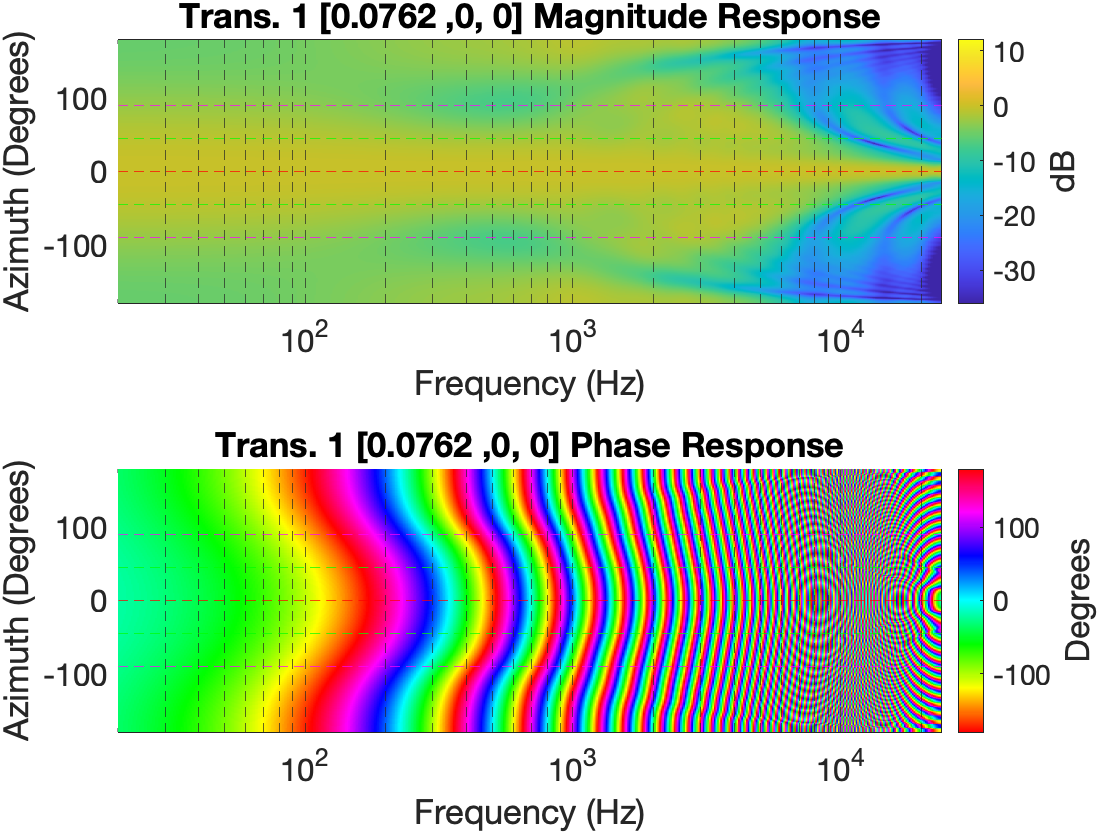 Trans. 1 [0.0762 ,0, 0] Magnitude Response
Azimuth (Degrees)
100
0
-100
10²
10³
10⁴
Frequency (Hz)
10
0
-10
-20
-30
dB
Trans. 1 [0.0762 ,0, 0] Phase Response
Azimuth (Degrees)
100
0
-100
10²
10³
10⁴
Frequency (Hz)
100
0
-100
Degrees